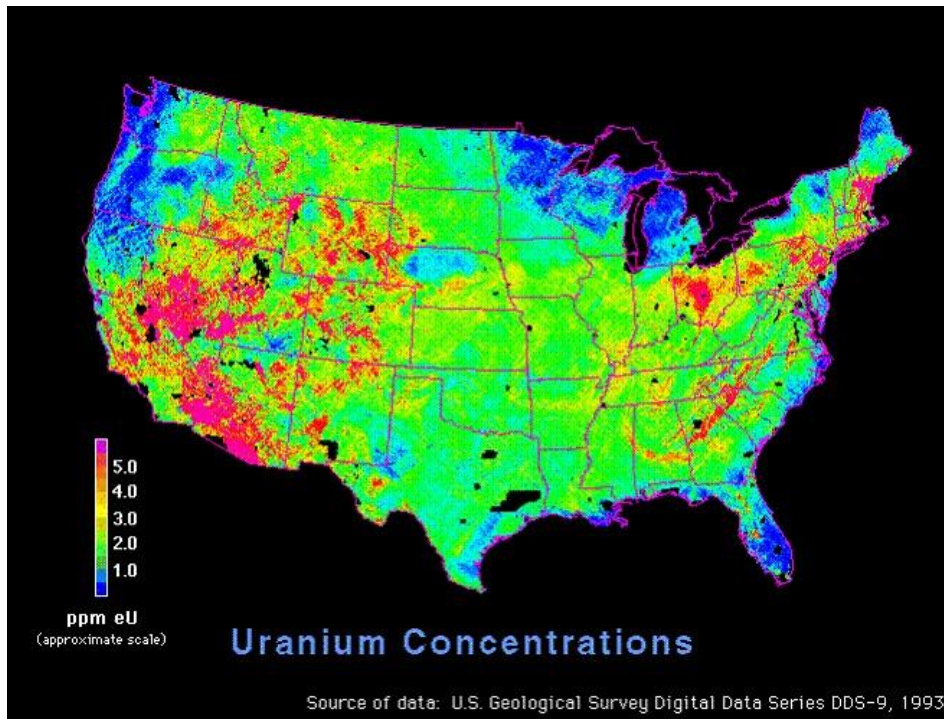 5.0
4.0
3.0
2.0
1.0
ppm eU
(approximate scale)
Uranium Concentrations
Source of data: U.S. Geological Survey Digital Data Series DDS-9, 1993